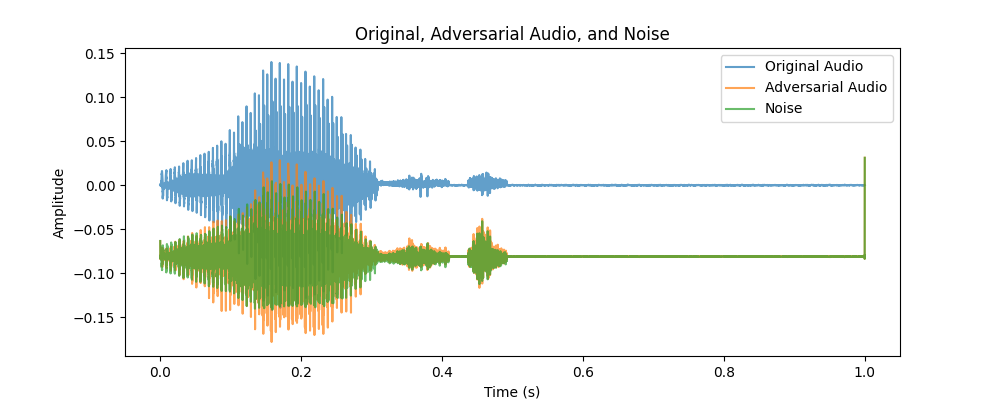 Original, Adversarial Audio, and Noise
Original Audio
Adversarial Audio
Noise
0.15
0.10
0.05
0.00
−0.05
−0.10
−0.15
Amplitude
0.0
0.2
0.4
0.6
0.8
1.0
Time (s)